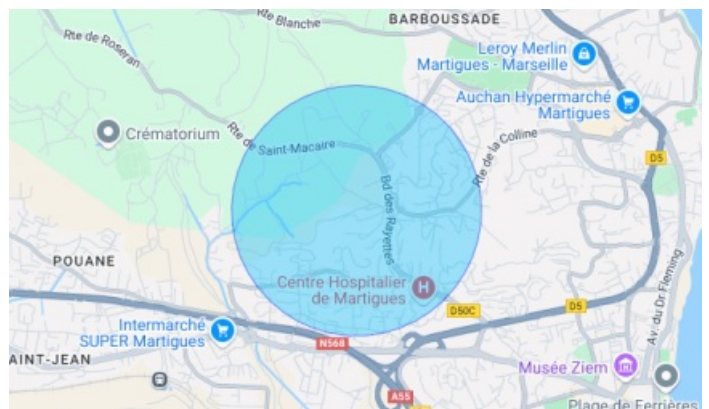 BARBOUSSADE
Rte Blanche
Rte de Roseran
Leroy Merlin
Martigues - Marseille
Auchan Hypermarché
Martigues
Crématorium
Rte de Saint-Macaire
Rte de la Colline
D5
Bd des Rayettes
POUANE
Centre Hospitalier
de Martigues
H
D50C
D5
Av. du Dr Fleming
Intermarché
SUPER Martigues
N568
AINT-JEAN
Musée Ziem
A55
Plage de Ferrières